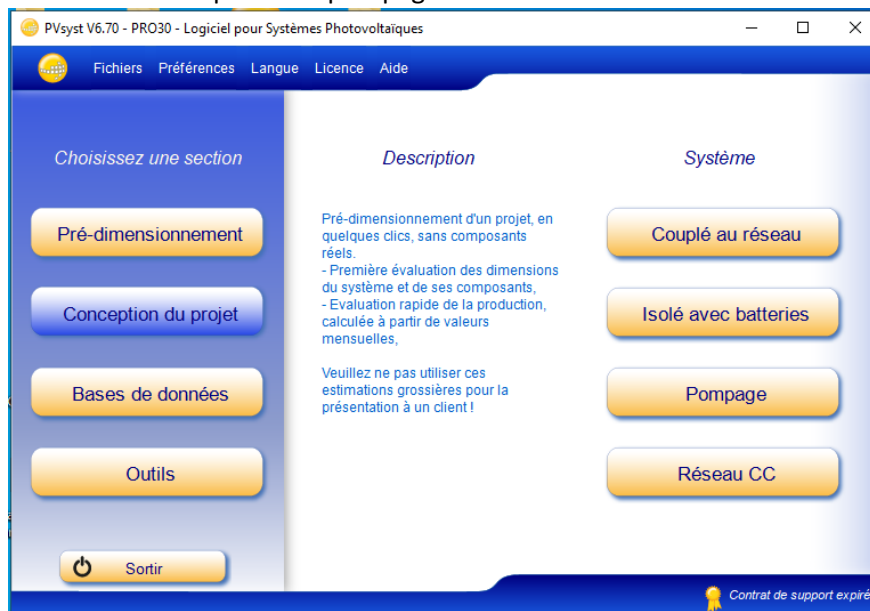 PVsyst V6.70 - PRO30 - Logiciel pour Systèmes Photovoltaïques
Fichiers Préférences Langue Licence Aide
Choisissez une section
Pré-dimensionnement
Conception du projet
Bases de données
Outils
Sortir
Description
Pré-dimensionnement d'un projet, en
quelques clics, sans composants
réels.
- Première évaluation des dimensions
du système et de ses composants,
- Evaluation rapide de la production,
calculée à partir de valeurs
mensuelles,
Veuillez ne pas utiliser ces
estimations grossières pour la
présentation à un client !
Système
Couplé au réseau
Isolé avec batteries
Pompage
Réseau CC
Contrat de support expiré